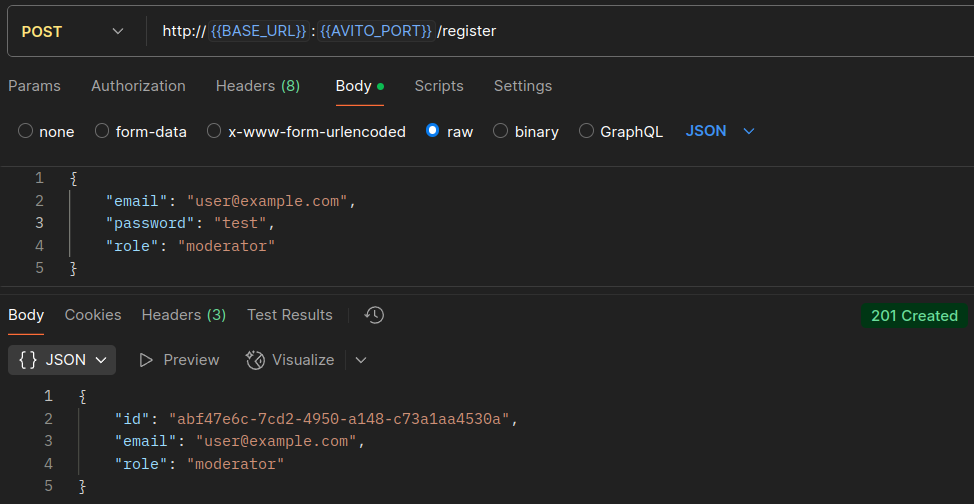 POST http://{{BASE_URL}}:{{AVITO_PORT}}/register
Params Authorization Headers (8) Body Scripts Settings
none form-data x-www-form-urlencoded raw binary GraphQL JSON
1 {
2 "email": "user@example.com",
3 "password": "test",
4 "role": "moderator"
5 }
Body Cookies Headers (3) Test Results 201 Created
{} JSON Preview Visualize
1 {
2 "id": "abf47e6c-7cd2-4950-a148-c73a1aa4530a",
3 "email": "user@example.com",
4 "role": "moderator"
5 }